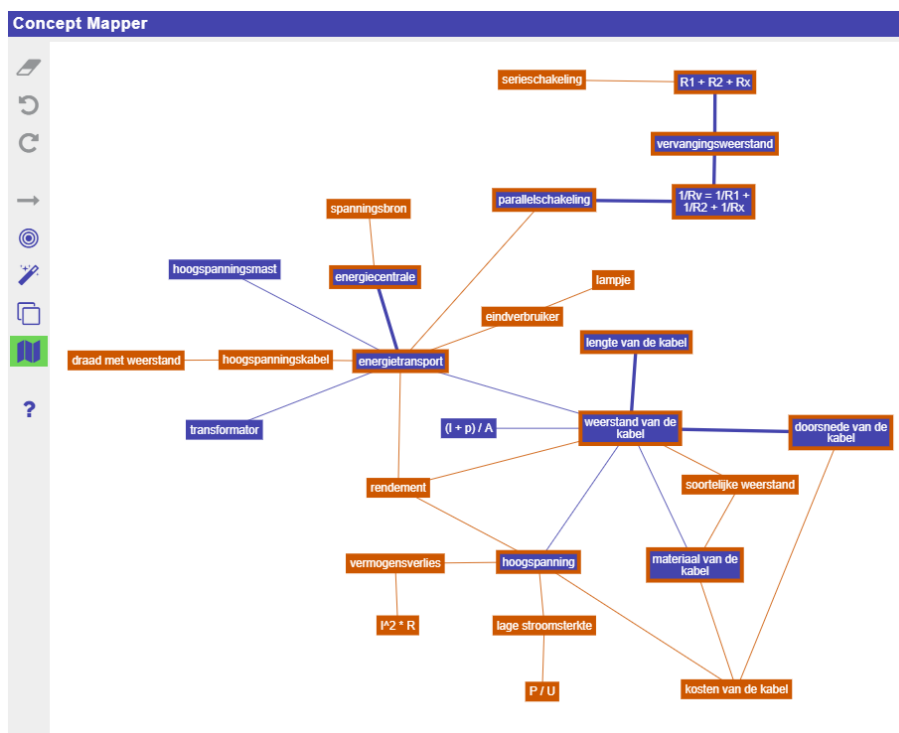 Concept Mapper
serieschakeling
R1 + R2 + Rx
vervangingsweerstand
parallelschakeling
1/Rv = 1/R1 +
1/R2 + 1/Rx
spanningsbron
hoogspanningsmast
energiecentrale
lampje
eindverbruiker
lengte van de kabel
draad met weerstand
hoogspanningskabel
energietransport
transformator
(l + p) / A
weerstand van de
kabel
doorsnede van de
kabel
rendement
soortelijke weerstand
vermogensverlies
hoogspanning
materiaal van de
kabel
I^2 * R
lage stroomsterkte
P / U
kosten van de kabel
?